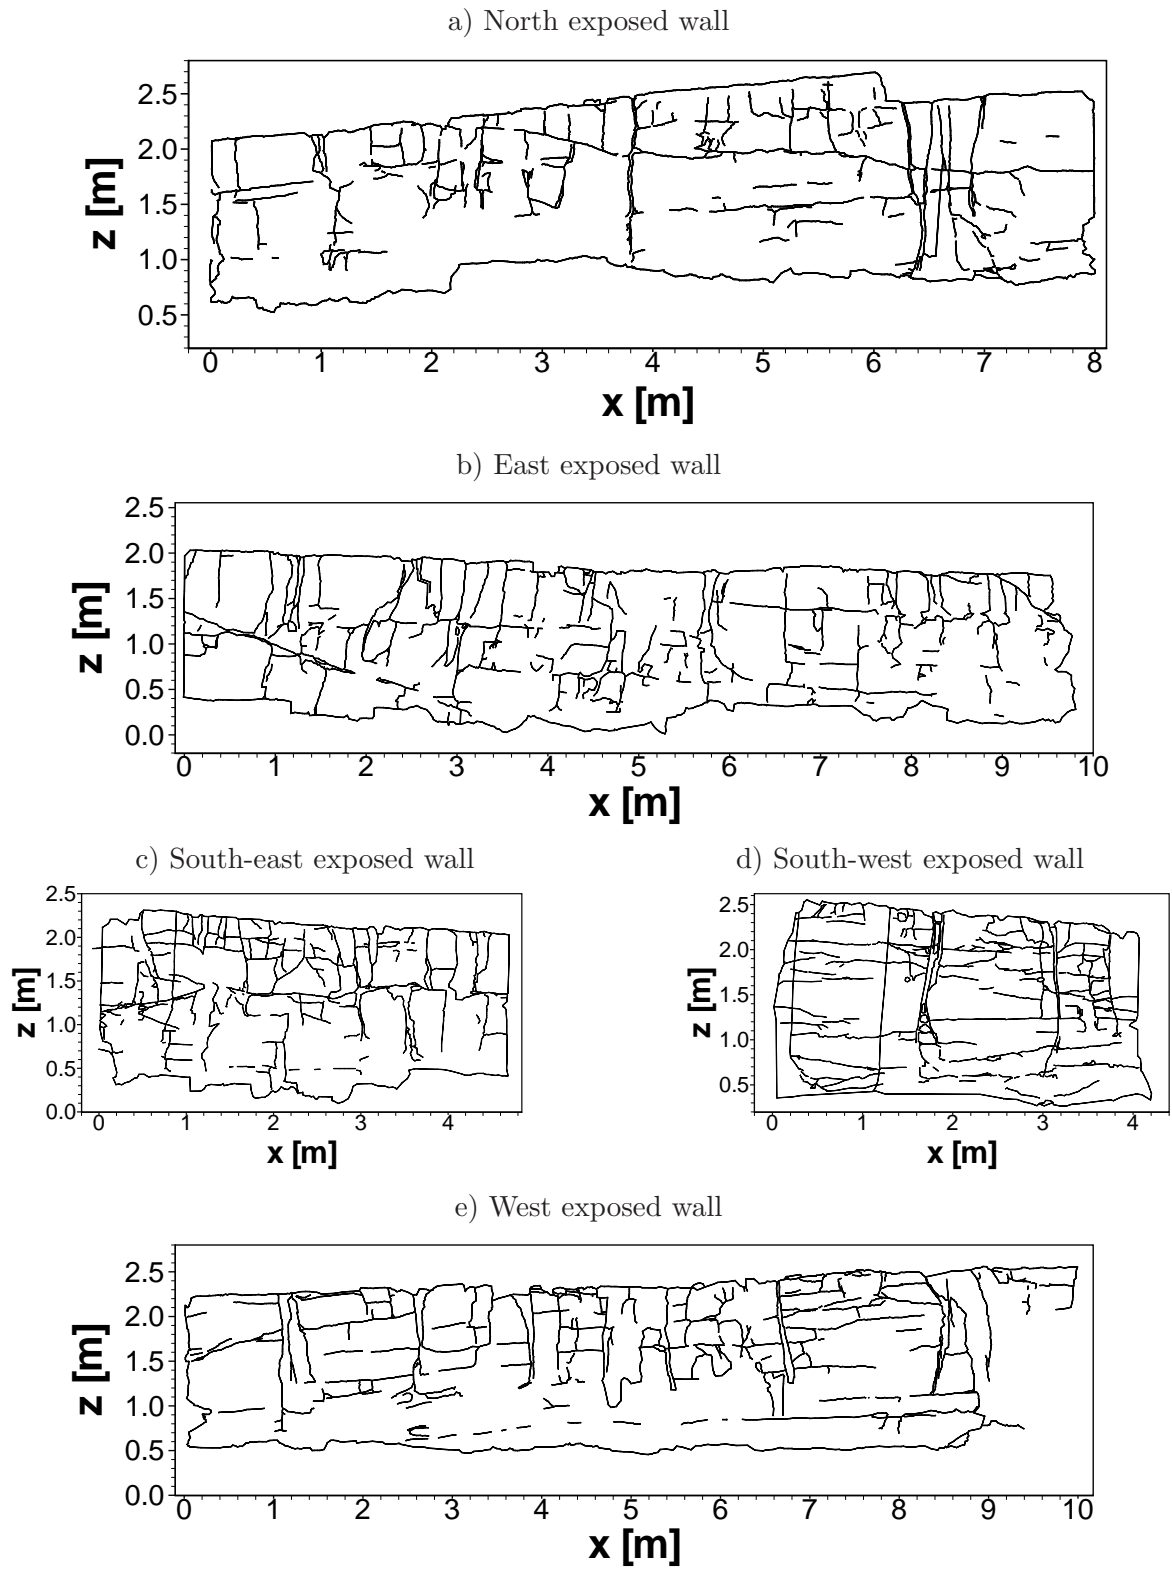 a) North exposed wall
2.5
2.0
1.5
1.0
0.5
z [m]
0 1 2 3 4 5 6 7 8
x [m]
b) East exposed wall
2.5
2.0
1.5
1.0
0.5
0.0
z [m]
0 1 2 3 4 5 6 7 8 9 10
x [m]
c) South-east exposed wall
2.5
2.0
1.5
1.0
0.5
0.0
z [m]
0 1 2 3 4
x [m]
d) South-west exposed wall
2.5
2.0
1.5
1.0
0.5
z [m]
0 1 2 3 4
x [m]
e) West exposed wall
2.5
2.0
1.5
1.0
0.5
0.0
z [m]
0 1 2 3 4 5 6 7 8 9 10
x [m]